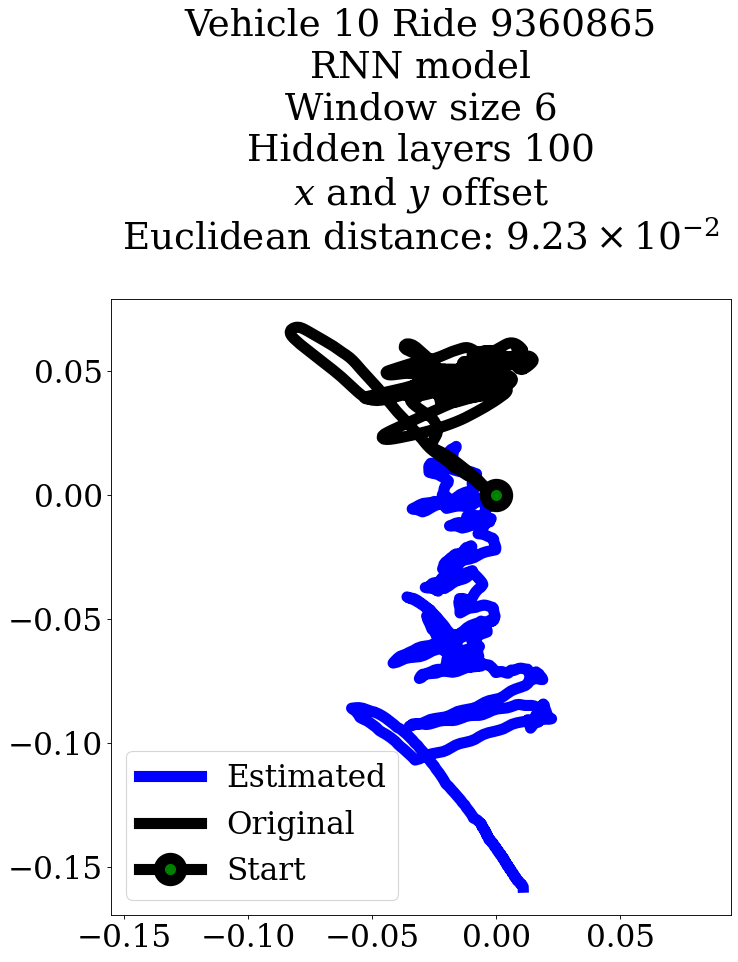 Vehicle 10 Ride 9360865
RNN model
Window size 6
Hidden layers 100
x and y offset
Euclidean distance: 9.23 × 10⁻²
0.05
0.00
−0.05
−0.10
−0.15
Estimated
Original
Start
−0.15 −0.10 −0.05 0.00 0.05